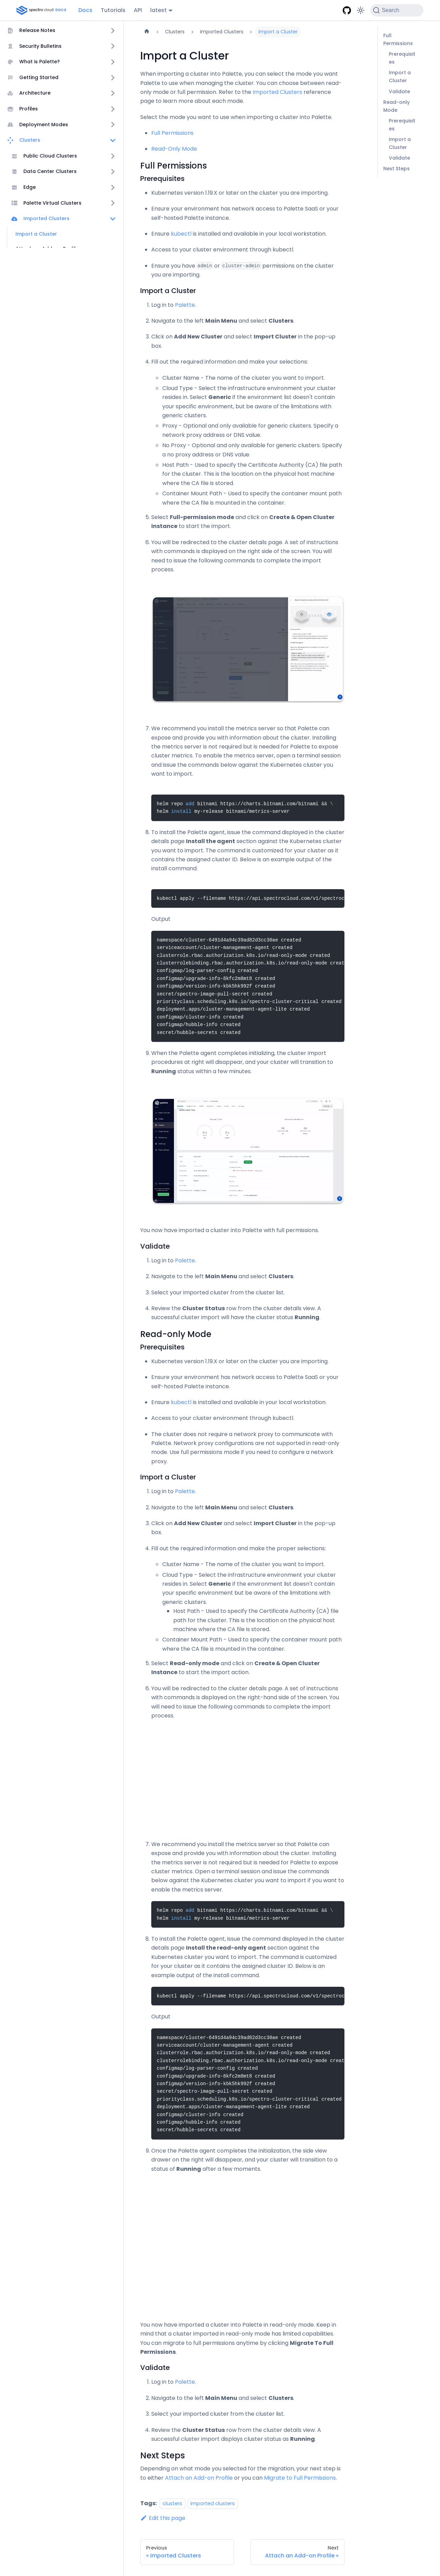 spectro cloud DOCS
Docs
Tutorials
API
latest
Search
Release Notes
Security Bulletins
What is Palette?
Getting Started
Architecture
Profiles
Deployment Modes
Clusters
Public Cloud Clusters
Data Center Clusters
Edge
Palette Virtual Clusters
Imported Clusters
Import a Cluster
Clusters
Imported Clusters
Import a Cluster
Full
Permissions
Prerequisit
es
Import a
Cluster
Validate
Read-only
Mode
Prerequisit
es
Import a
Cluster
Validate
Next Steps
Import a Cluster
When importing a cluster into Palette, you can select the mode you want
to use when importing the cluster. You can choose between read-only
mode or full-permission mode. Refer to the Imported Clusters reference
page to learn more about each mode.
Select the mode you want to use when importing a cluster into Palette.
Full Permissions
Read-Only Mode
Full Permissions
Prerequisites
Kubernetes version 1.19.X or later on the cluster you are importing.
Ensure your environment has network access to Palette SaaS or your
self-hosted Palette instance.
Ensure kubectl is installed and available in your local workstation.
Access to your cluster environment through kubectl.
Ensure you have admin or cluster-admin permissions on the cluster
you are importing.
Import a Cluster
1. Log in to Palette.
2. Navigate to the left Main Menu and select Clusters.
3. Click on Add New Cluster and select Import Cluster in the pop-up
box.
4. Fill out the required information and make your selections:
Cluster Name - The name of the cluster you want to import.
Cloud Type - Select the infrastructure environment your cluster
resides in. Select Generic if the environment list doesn't contain
your specific environment, but be aware of the limitations with
generic clusters.
Proxy - Optional and only available for generic clusters. Specify a
network proxy address or DNS value.
No Proxy - Optional and only available for generic clusters. Specify
a no proxy address or DNS value.
Host Path - Used to specify the Certificate Authority (CA) file path
for the cluster. This is the location on the physical host machine
where the CA file is stored.
Container Mount Path - Used to specify the container mount path
where the CA file is mounted in the container.
5. Select Full-permission mode and click on Create & Open Cluster
Instance to start the import.
6. You will be redirected to the cluster details page. A set of instructions
with commands is displayed on the right side of the screen. You will
need to issue the following commands to complete the import
process.
7. We recommend you install the metrics server so that Palette can
expose and provide you with information about the cluster. Installing
the metrics server is not required but is needed for Palette to expose
cluster metrics. To enable the metrics server, open a terminal session
and issue the commands below against the Kubernetes cluster you
want to import.
helm repo add bitnami https://charts.bitnami.com/bitnami && \
helm install my-release bitnami/metrics-server
8. To install the Palette agent, issue the command displayed in the cluster
details page Install the agent section against the Kubernetes cluster
you want to import. The command is customized for your cluster as it
contains the assigned cluster ID. Below is an example output of the
install command.
kubectl apply --filename https://api.spectrocloud.com/v1/spectroc
Output
namespace/cluster-6491d4a94c39ad82d3cc30ae created
serviceaccount/cluster-management-agent created
clusterrole.rbac.authorization.k8s.io/read-only-mode created
clusterrolebinding.rbac.authorization.k8s.io/read-only-mode creat
configmap/log-parser-config created
configmap/upgrade-info-8kfc2m8mt8 created
configmap/version-info-kbk5hk992f created
secret/spectro-image-pull-secret created
priorityclass.scheduling.k8s.io/spectro-cluster-critical created
deployment.apps/cluster-management-agent-lite created
configmap/cluster-info created
configmap/hubble-info created
secret/hubble-secrets created
9. When the Palette agent completes initializing, the cluster import
procedures at right will disappear, and your cluster will transition to
Running status within a few minutes.
You now have imported a cluster into Palette with full permissions.
Validate
1. Log in to Palette.
2. Navigate to the left Main Menu and select Clusters.
3. Select your imported cluster from the cluster list.
4. Review the Cluster Status row from the cluster details view. A
successful cluster import will have the cluster status Running.
Read-only Mode
Prerequisites
Kubernetes version 1.19.X or later on the cluster you are importing.
Ensure your environment has network access to Palette SaaS or your
self-hosted Palette instance.
Ensure kubectl is installed and available in your local workstation.
Access to your cluster environment through kubectl.
The cluster does not require a network proxy to communicate with
Palette. Network proxy configurations are not supported in read-only
mode. Use full permissions mode if you need to configure a network
proxy.
Import a Cluster
1. Log in to Palette.
2. Navigate to the left Main Menu and select Clusters.
3. Click on Add New Cluster and select Import Cluster in the pop-up
box.
4. Fill out the required information and make the proper selections:
Cluster Name - The name of the cluster you want to import.
Cloud Type - Select the infrastructure environment your cluster
resides in. Select Generic if the environment list doesn't contain your
specific environment but be aware of the limitations with
generic clusters.
Host Path - Used to specify the Certificate Authority (CA) file
path for the cluster. This is the location on the physical host
machine where the CA file is stored.
Container Mount Path - Used to specify the container mount path
where the CA file is mounted in the container.
5. Select Read-only mode and click on Create & Open Cluster
Instance to start the import action.
6. You will be redirected to the cluster details page. A set of instructions
with commands is displayed on the right-hand side of the screen. You
will need to issue the following commands to complete the import
process.
7. We recommend you install the metrics server so that Palette can
expose and provide you with information about the cluster. Installing
the metrics server is not required but is needed for Palette to expose
cluster metrics. Open a terminal session and issue the commands
below against the Kubernetes cluster you want to import if you want to
enable the metrics server.
helm repo add bitnami https://charts.bitnami.com/bitnami && \
helm install my-release bitnami/metrics-server
8. To install the Palette agent, issue the command displayed in the cluster
details page Install the read-only agent section against the
Kubernetes cluster you want to import. The command is customized
for your cluster as it contains the assigned cluster ID. Below is an
example output of the install command.
kubectl apply --filename https://api.spectrocloud.com/v1/spectroc
Output
namespace/cluster-6491d4a94c39ad82d3cc30ae created
serviceaccount/cluster-management-agent created
clusterrole.rbac.authorization.k8s.io/read-only-mode created
clusterrolebinding.rbac.authorization.k8s.io/read-only-mode creat
configmap/log-parser-config created
configmap/upgrade-info-8kfc2m8mt8 created
configmap/version-info-kbk5hk992f created
secret/spectro-image-pull-secret created
priorityclass.scheduling.k8s.io/spectro-cluster-critical created
deployment.apps/cluster-management-agent-lite created
configmap/cluster-info created
configmap/hubble-info created
secret/hubble-secrets created
9. Once the Palette agent completes the initialization, the side view
drawer on the right will disappear, and your cluster will transition to a
status of Running after a few moments.
You now have imported a cluster into Palette in read-only mode. Keep in
mind that a cluster imported in read-only mode has limited capabilities.
You can migrate to full permissions anytime by clicking Migrate To Full
Permissions.
Validate
1. Log in to Palette.
2. Navigate to the left Main Menu and select Clusters.
3. Select your imported cluster from the cluster list.
4. Review the Cluster Status row from the cluster details view. A
successful cluster import displays cluster status as Running.
Next Steps
Depending on what mode you selected for the migration, your next step is
to either Attach an Add-on Profile or you can Migrate to Full Permissions.
Tags: clusters imported clusters
Edit this page
Previous
« Imported Clusters
Next
Attach an Add-on Profile »